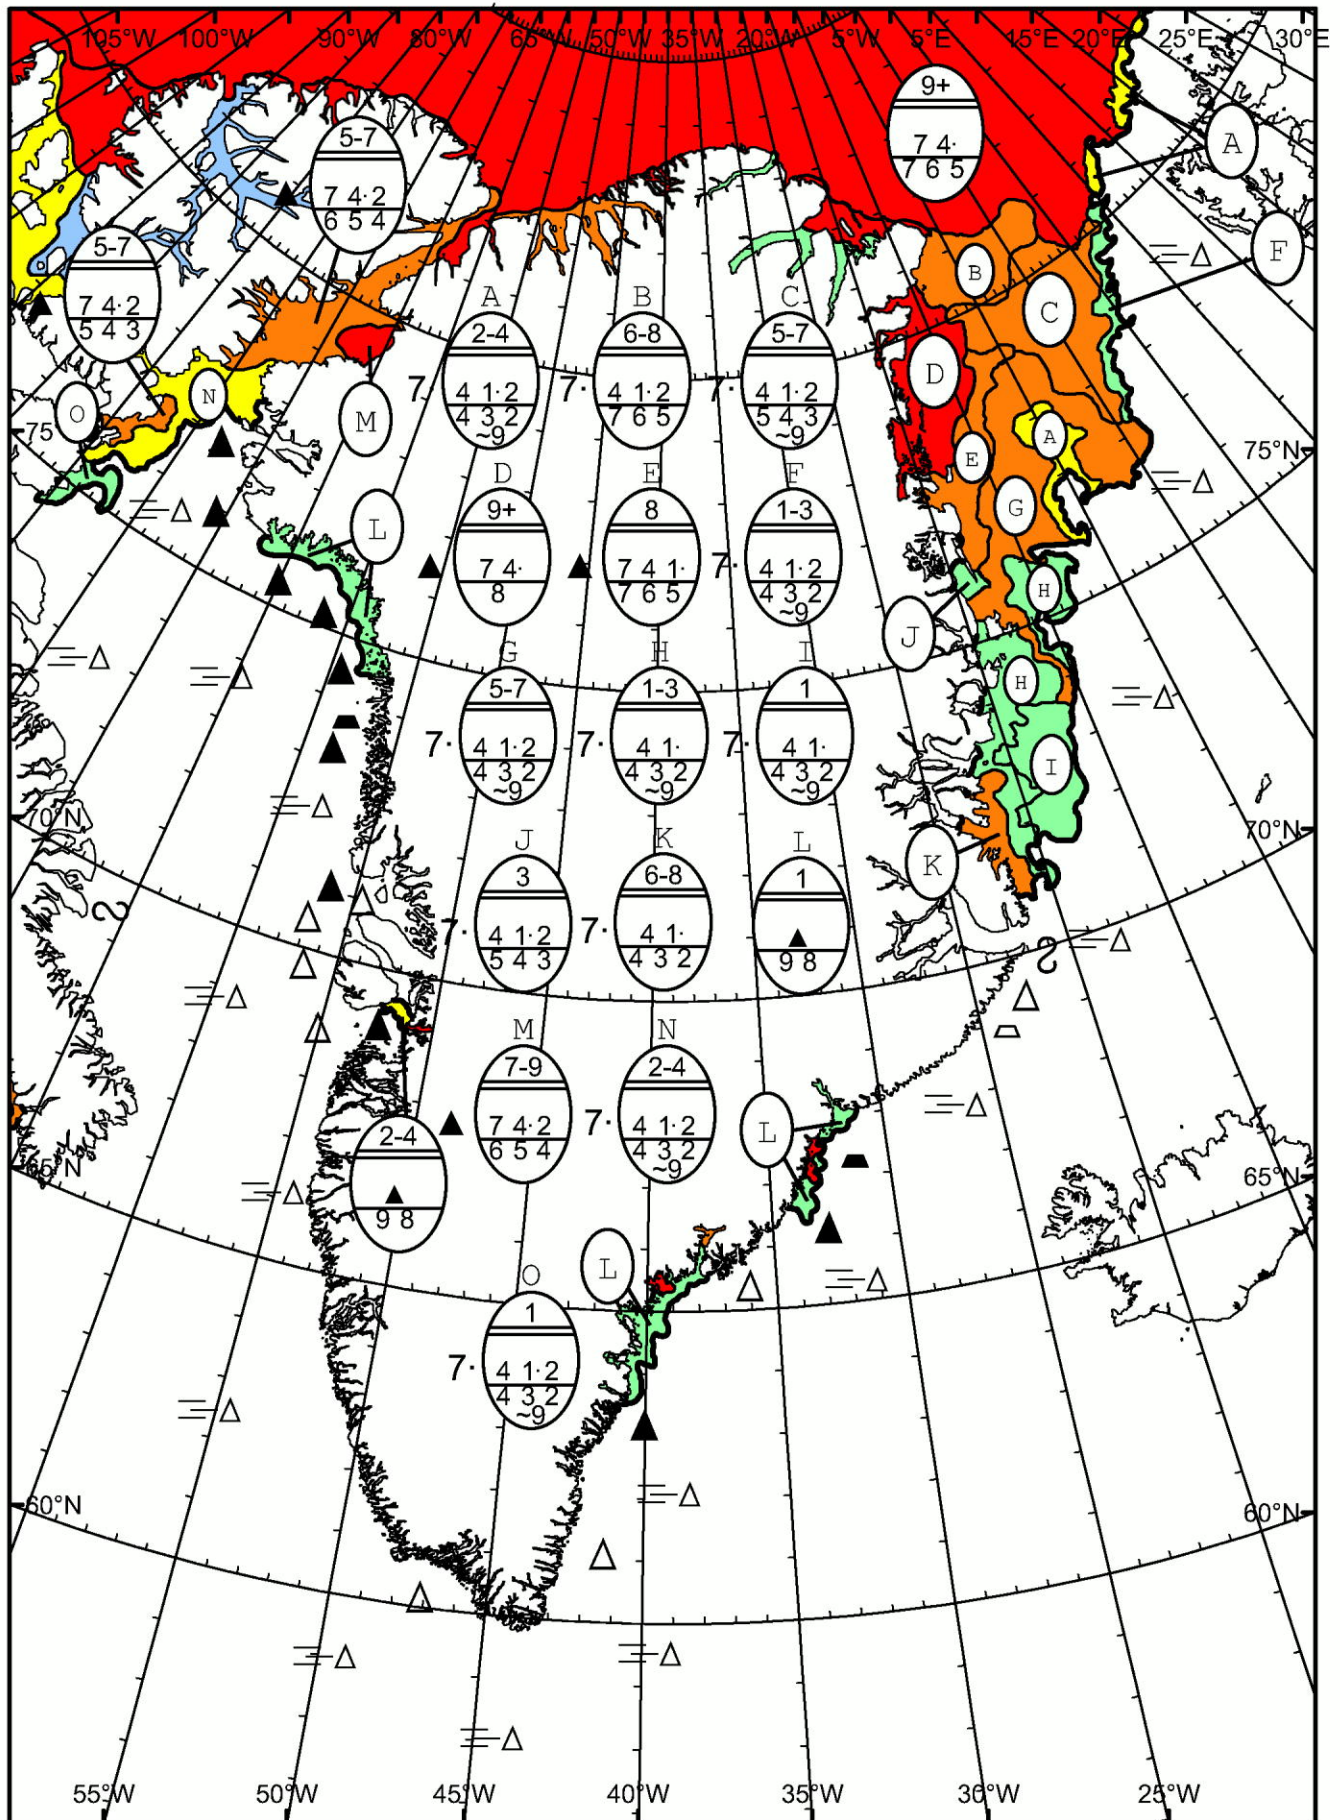 105°W 100°W 90°W 80°W 65°W 50°W 35°W 20°W 5°W 5°E 15°E 20°E 25°E 30°E
9+
7 4·
7 6 5
5-7
7 4·2
6 5 4
A
5-7
7 4·2
5 4 3
F
B
C
A
2-4
7· 4 1·2
4 3 2
~9
B
6-8
7· 4 1·2
7 6 5
C
5-7
7· 4 1·2
5 4 3
~9
D
N
O
M
75
A
75°N
E
G
D
9+
7 4·
8
E
8
7 4 1·
7 6 5
F
1-3
7· 4 1·2
4 3 2
~9
L
H
J
G
5-7
7· 4 1·2
4 3 2
~9
H
1-3
7· 4 1·
4 3 2
~9
I
1
7· 4 1·
4 3 2
~9
H
I
70°N
70°N
J
3
7· 4 1·2
5 4 3
K
6-8
7· 4 1·
4 3 2
L
1
9 8
K
M
7-9
7 4·2
6 5 4
N
2-4
7· 4 1·2
4 3 2
~9
L
2-4
9 8
65°N
65°N
L
O
1
7· 4 1·2
4 3 2
~9
60°N
60°N
55°W 50°W 45°W 40°W 35°W 30°W 25°W